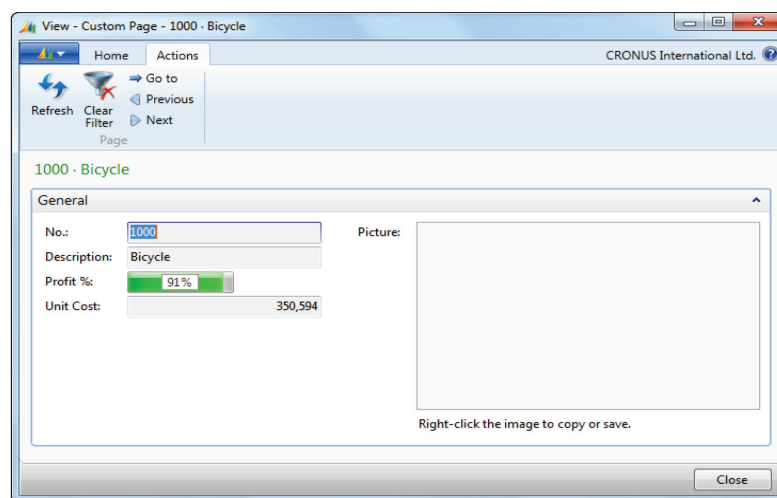 View - Custom Page - 1000 · Bicycle
Home Actions CRONUS International Ltd.
Refresh
Clear
Filter
Go to
Previous
Next
Page
1000 · Bicycle
General
No.: 1000
Description: Bicycle
Profit %: 91%
Unit Cost: 350,594
Picture:
Right-click the image to copy or save.
Close